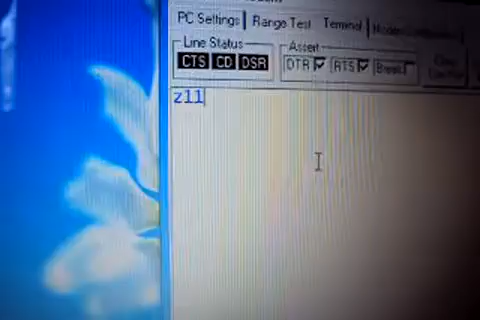 PC Settings Range Test Terminal
Line Status Assert
CTS CD DSR DTR RTS Break
z11